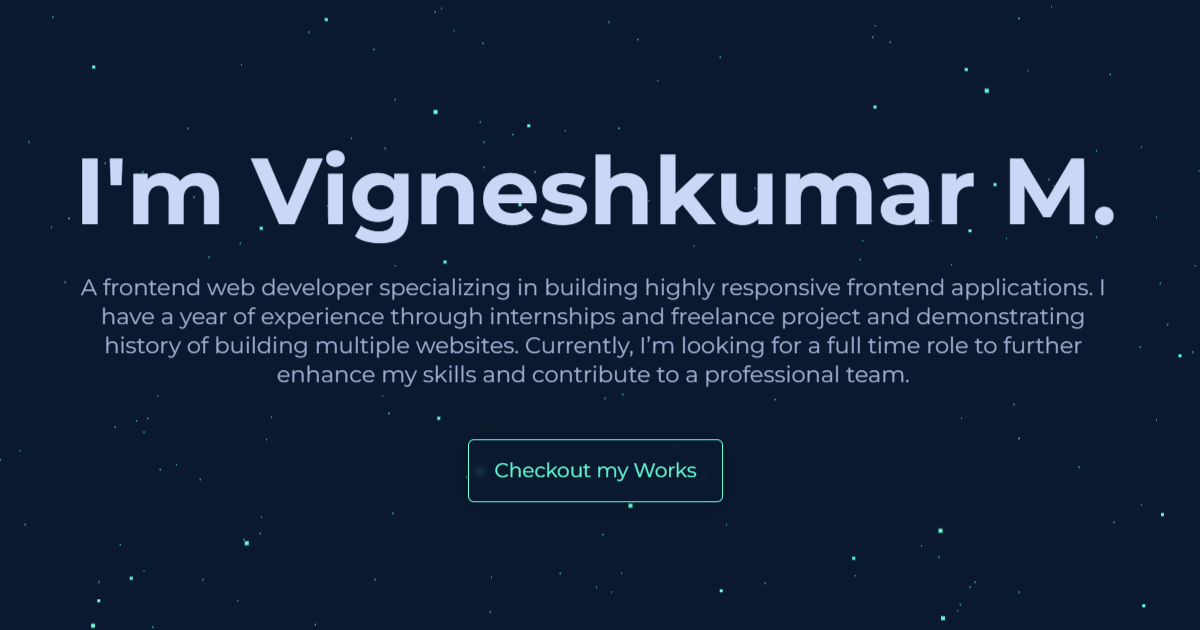 I'm Vigneshkumar M.
A frontend web developer specializing in building highly responsive frontend applications. I
have a year of experience through internships and freelance project and demonstrating
history of building multiple websites. Currently, I’m looking for a full time role to further
enhance my skills and contribute to a professional team.
Checkout my Works